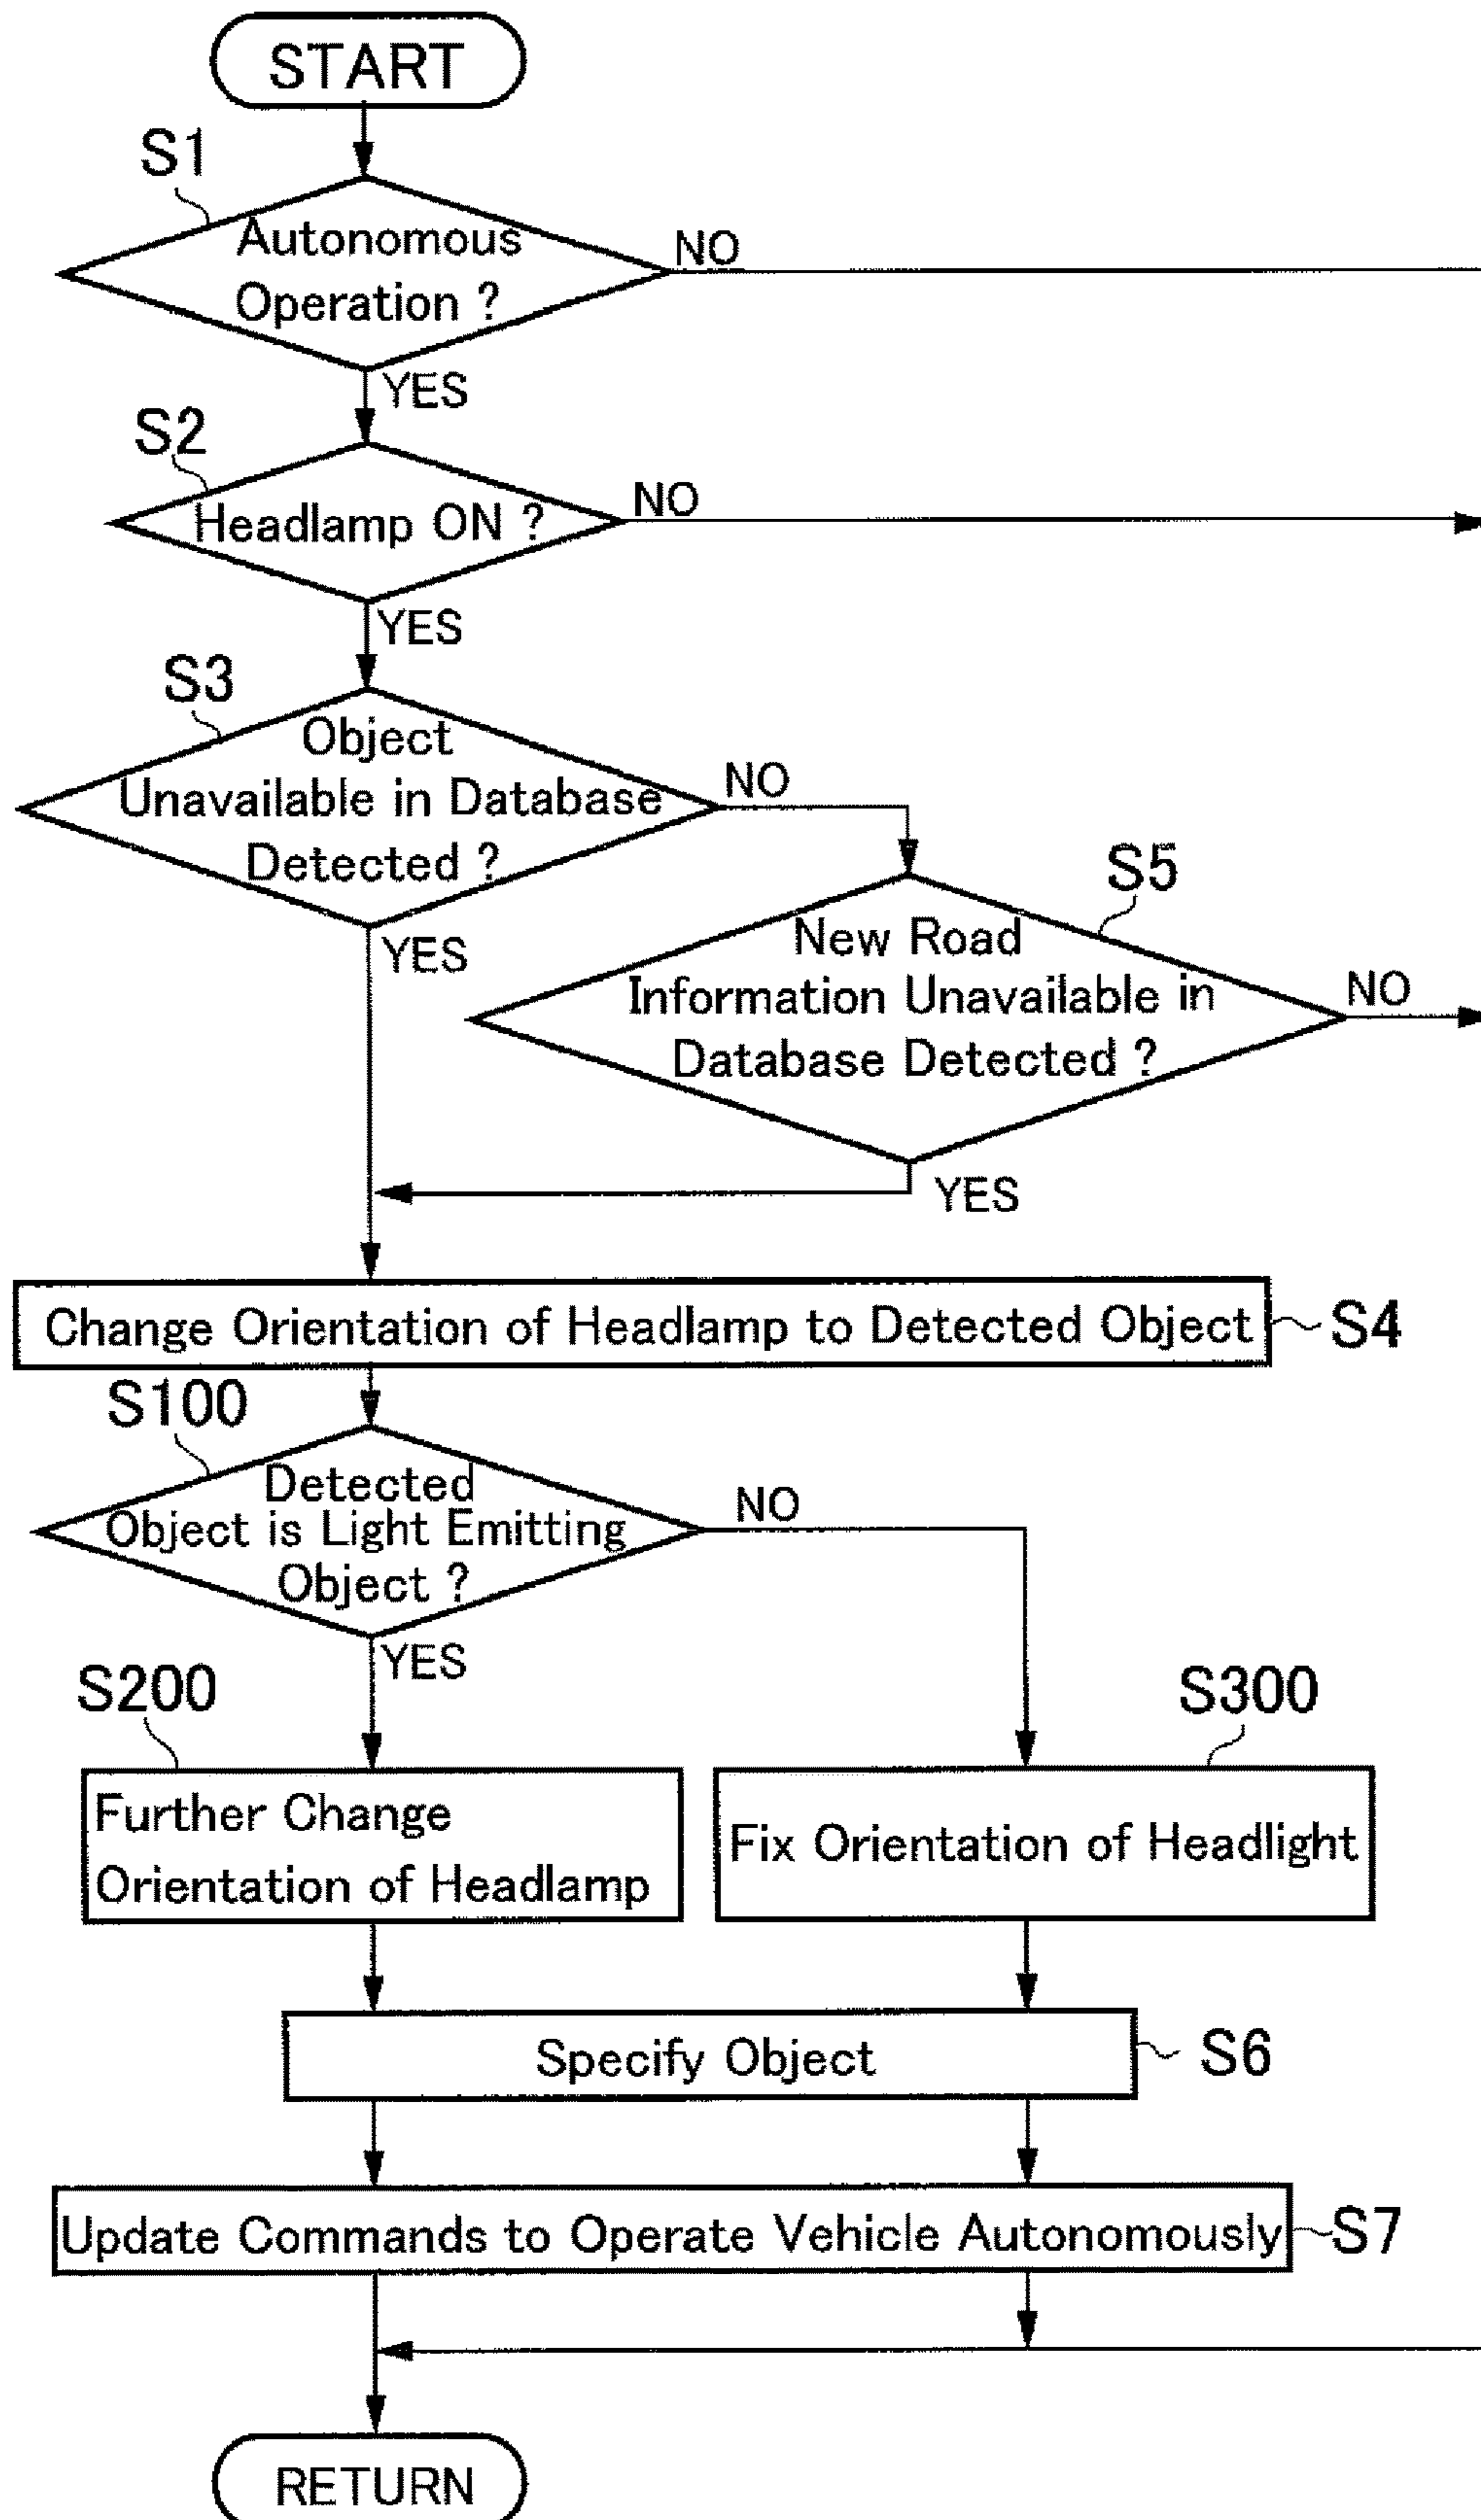 START
S1
Autonomous
Operation ?
NO
YES
S2
Headlamp ON ?
NO
YES
S3
Object
Unavailable in Database
Detected ?
NO
YES
S5
New Road
Information Unavailable in
Database Detected ?
NO
YES
Change Orientation of Headlamp to Detected Object
S4
S100
Detected
Object is Light Emitting
Object ?
NO
YES
S200
Further Change
Orientation of Headlamp
S300
Fix Orientation of Headlight
Specify Object
S6
Update Commands to Operate Vehicle Autonomously
S7
RETURN